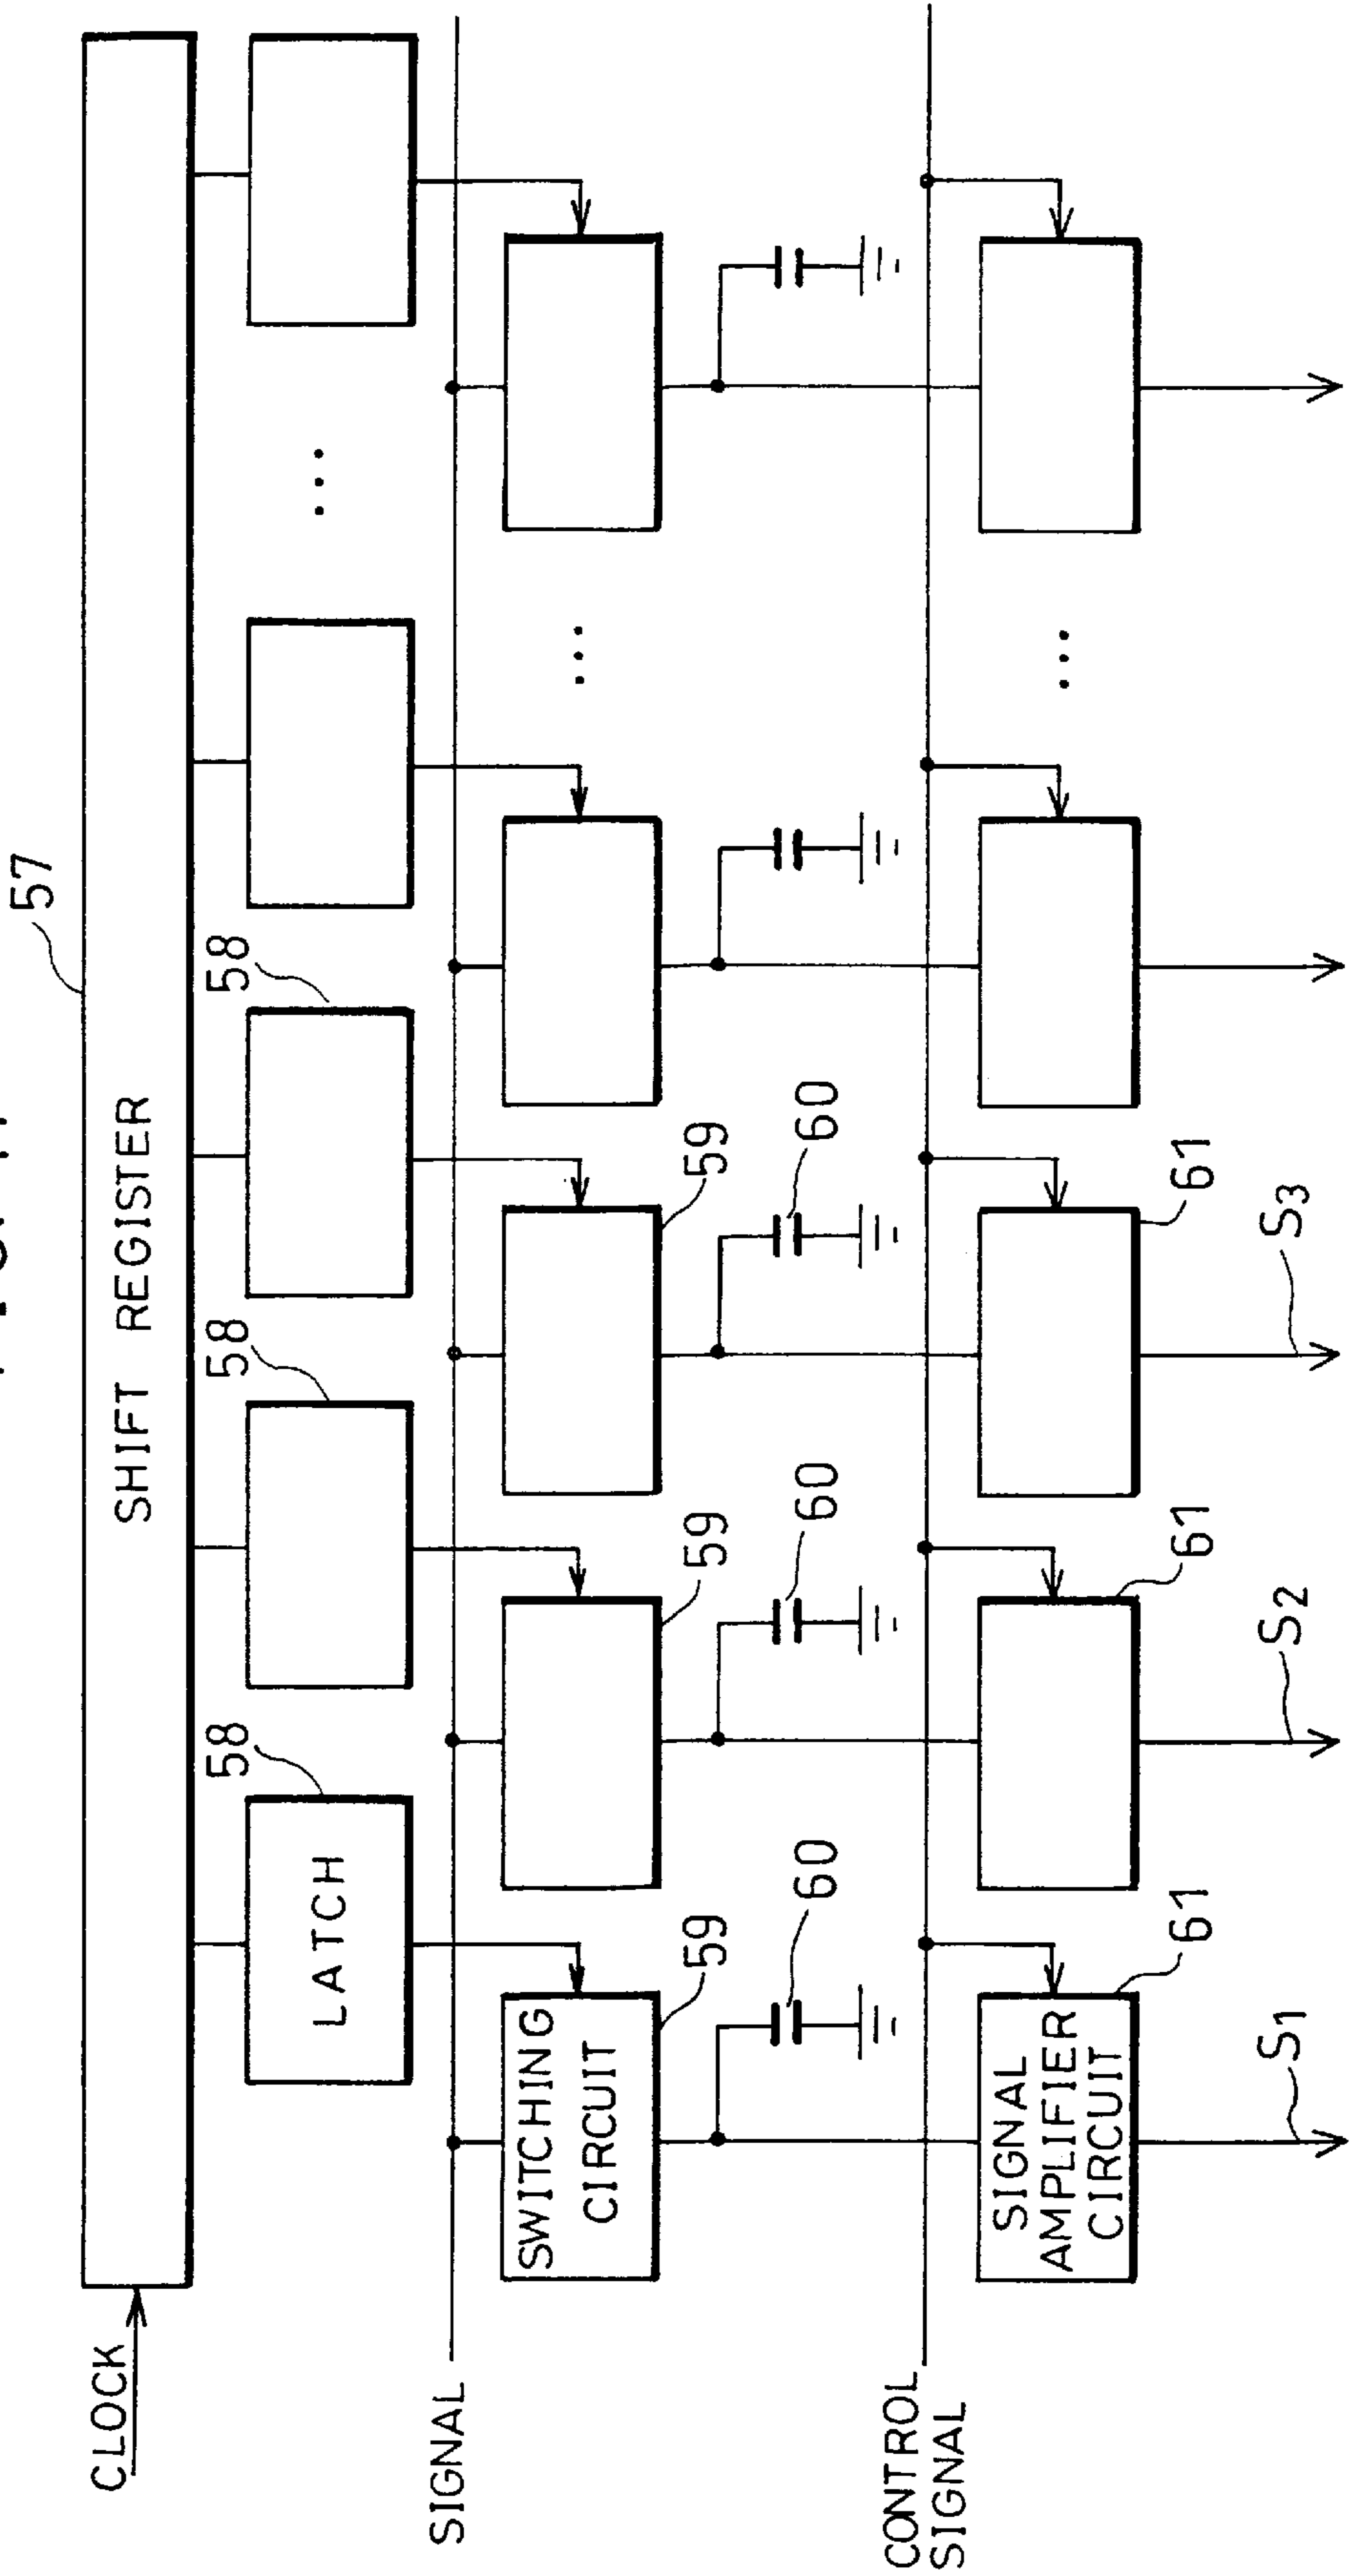 57
CLOCK
SHIFT REGISTER
58
58
58
LATCH
...
SIGNAL
SWITCHING
CIRCUIT
59
59
59
...
60
60
60
CONTROL
SIGNAL
SIGNAL
AMPLIFIER
CIRCUIT
61
61
61
...
S1
S2
S3